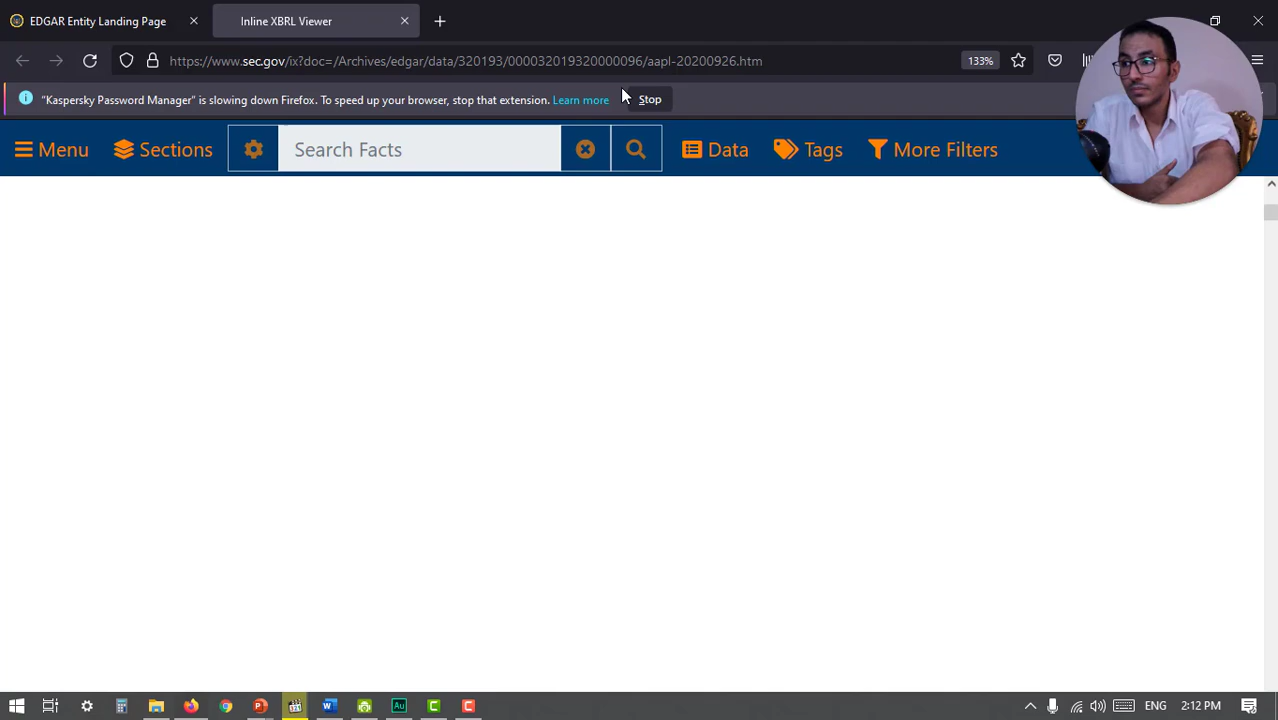 EDGAR Entity Landing Page
Inline XBRL Viewer
https://www.sec.gov/ix?doc=/Archives/edgar/data/320193/000032019320000096/aapl-20200926.htm
133%
“Kaspersky Password Manager” is slowing down Firefox. To speed up your browser, stop that extension. Learn more
Stop
Menu
Sections
Search Facts
Data
Tags
More Filters
ENG
2:12 PM